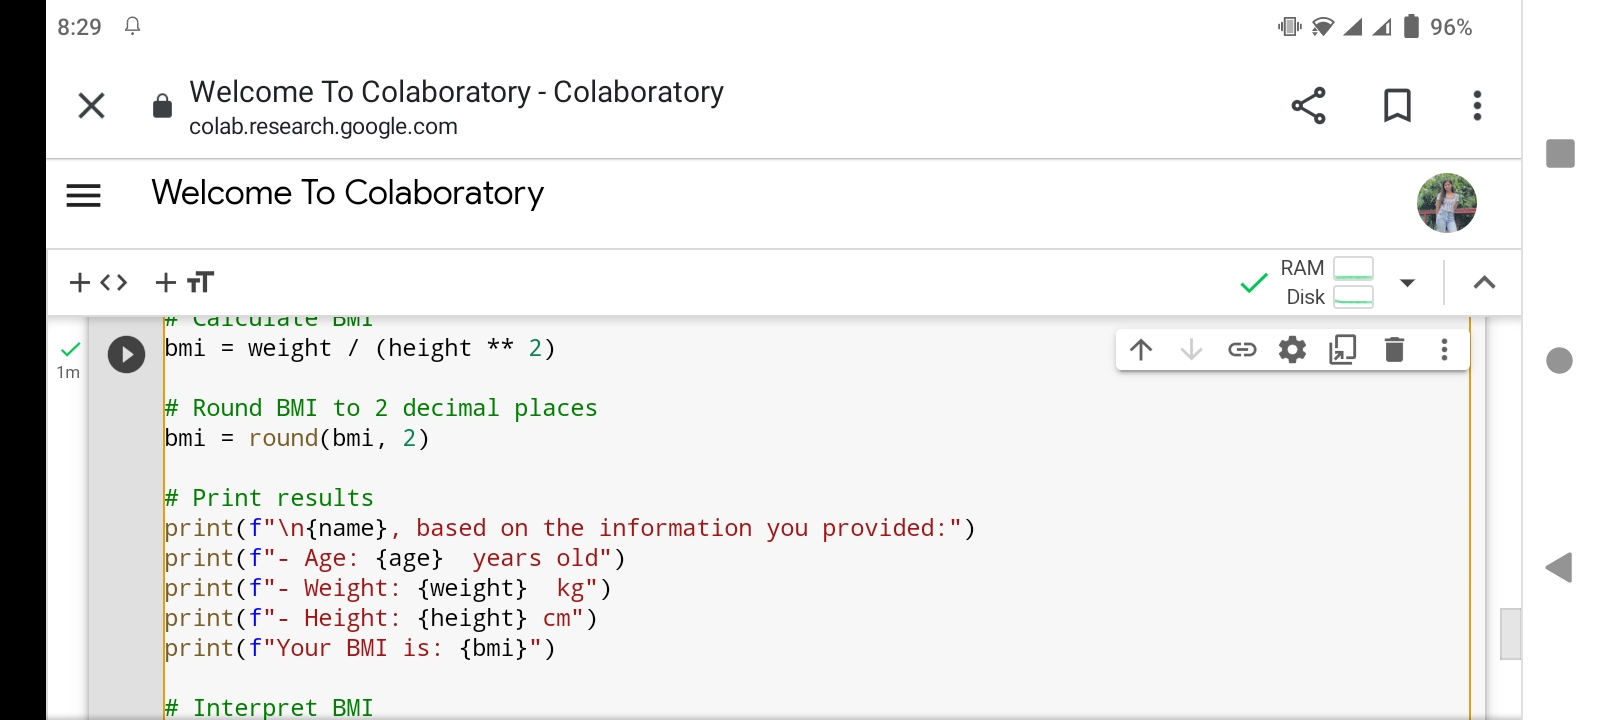 8:29
96%
Welcome To Colaboratory - Colaboratory
colab.research.google.com
Welcome To Colaboratory
+ <> + TT
RAM
Disk
# Calculate BMI
1m
bmi = weight / (height ** 2)
# Round BMI to 2 decimal places
bmi = round(bmi, 2)
# Print results
print(f"\n{name}, based on the information you provided:")
print(f"- Age: {age}  years old")
print(f"- Weight: {weight}  kg")
print(f"- Height: {height} cm")
print(f"Your BMI is: {bmi}")
# Interpret BMI